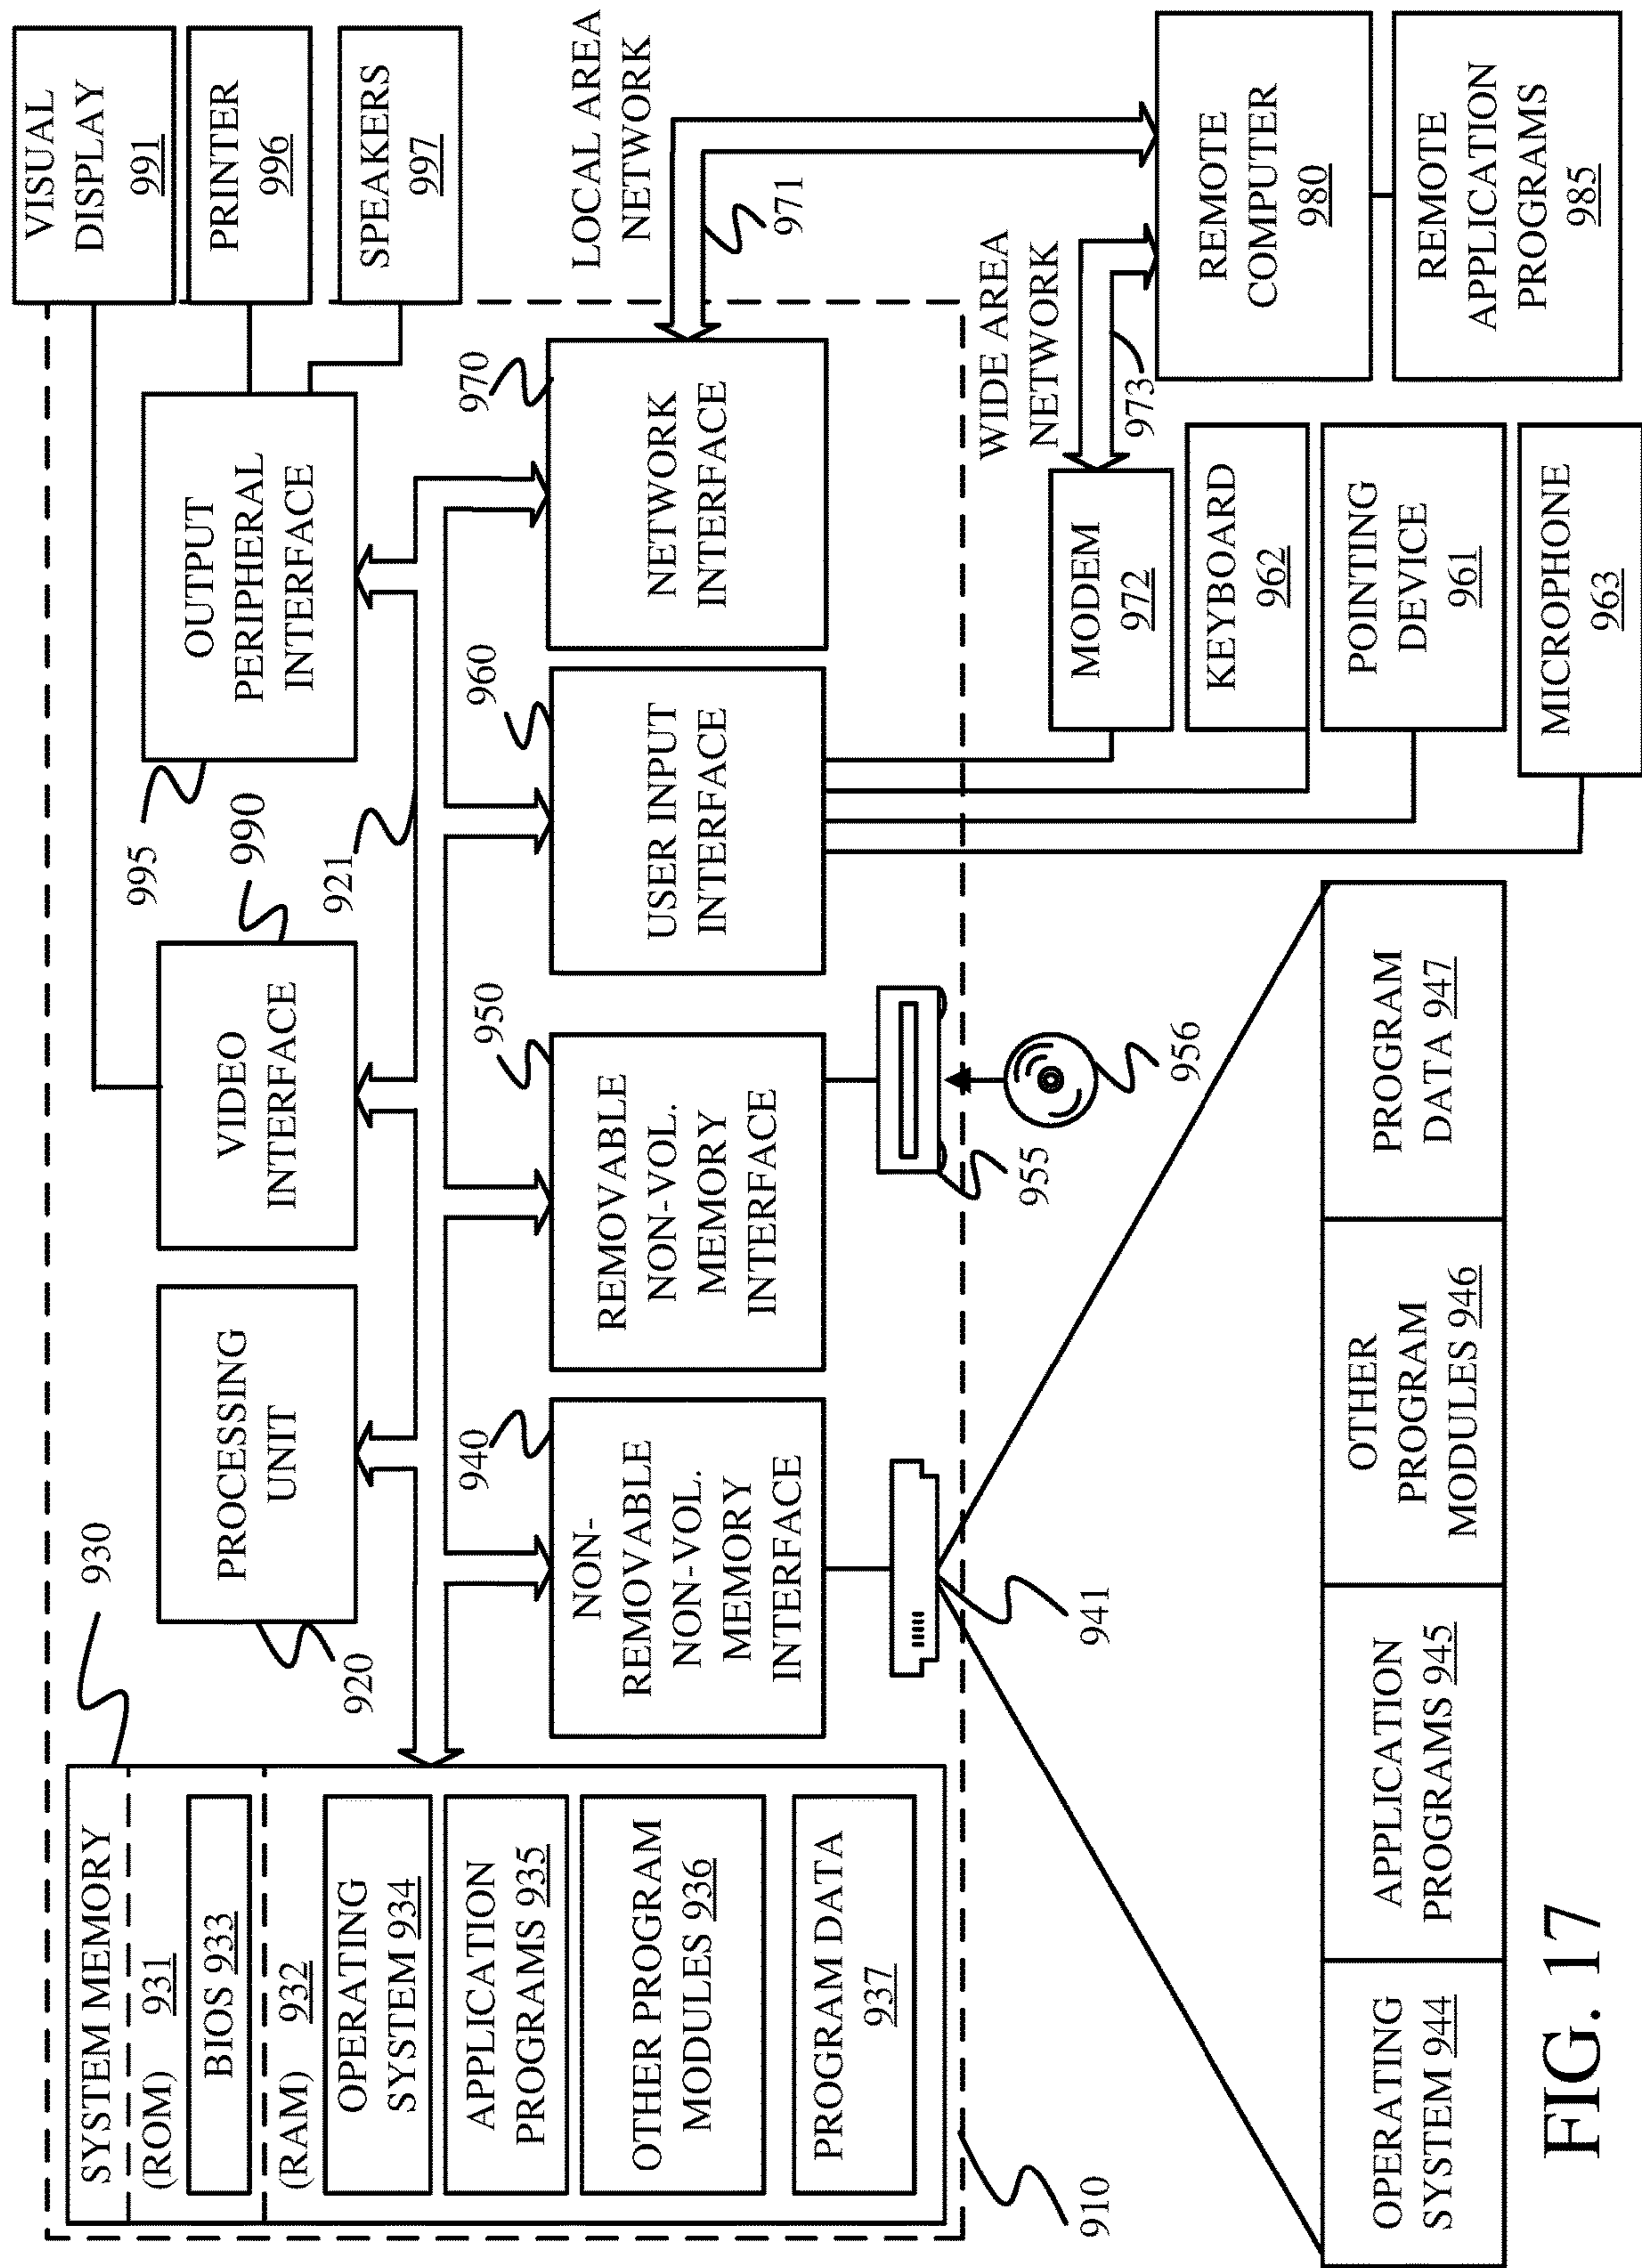 SYSTEM MEMORY
(ROM) 931
BIOS 933
(RAM) 932
OPERATING
SYSTEM 934
APPLICATION
PROGRAMS 935
OTHER PROGRAM
MODULES 936
PROGRAM DATA
937
930
PROCESSING
UNIT
920
VIDEO
INTERFACE
990
921
OUTPUT
PERIPHERAL
INTERFACE
995
VISUAL
DISPLAY
991
PRINTER
996
SPEAKERS
997
NON-
REMOVABLE
NON-VOL.
MEMORY
INTERFACE
940
REMOVABLE
NON-VOL.
MEMORY
INTERFACE
950
USER INPUT
INTERFACE
960
NETWORK
INTERFACE
970
LOCAL AREA
NETWORK
971
910
941
955
956
WIDE AREA
NETWORK
973
MODEM
972
KEYBOARD
962
POINTING
DEVICE
961
MICROPHONE
963
REMOTE
COMPUTER
980
REMOTE
APPLICATION
PROGRAMS
985
OPERATING
SYSTEM 944
APPLICATION
PROGRAMS 945
OTHER
PROGRAM
MODULES 946
PROGRAM
DATA 947
FIG. 17